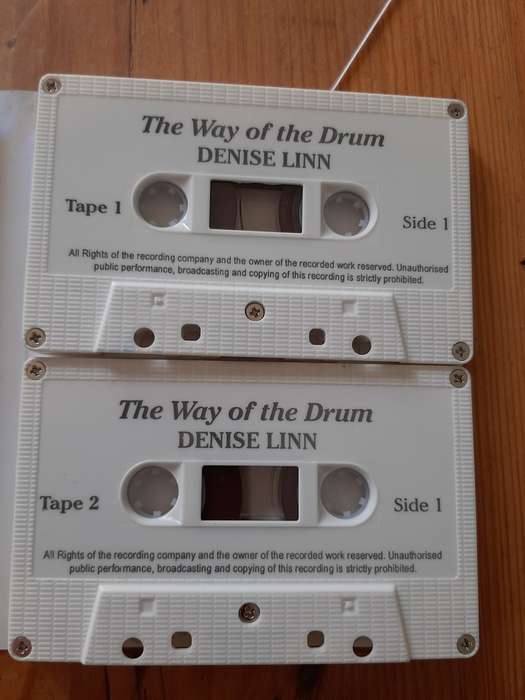 The Way of the Drum
DENISE LINN
Tape 1
Side 1
All Rights of the recording company and the owner of the recorded work reserved. Unauthorised
public performance, broadcasting and copying of this recording is strictly prohibited.
The Way of the Drum
DENISE LINN
Tape 2
Side 1
All Rights of the recording company and the owner of the recorded work reserved. Unauthorised
public performance, broadcasting and copying of this recording is strictly prohibited.